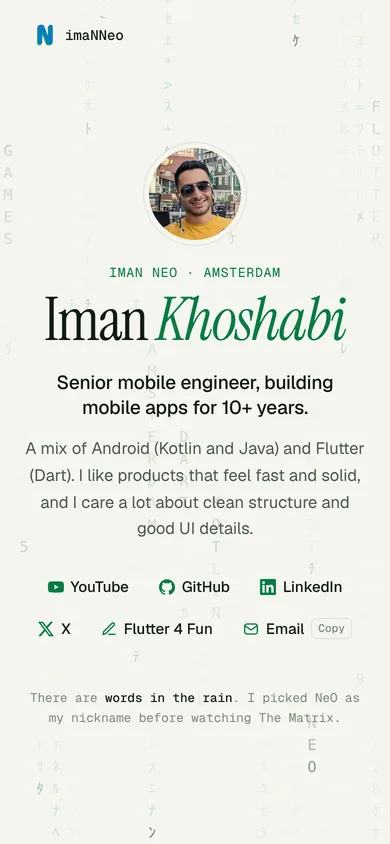 imaNNeo
IMAN NEO · AMSTERDAM
Iman Khoshabi
Senior mobile engineer, building
mobile apps for 10+ years.
A mix of Android (Kotlin and Java) and Flutter
(Dart). I like products that feel fast and solid,
and I care a lot about clean structure and
good UI details.
YouTube GitHub LinkedIn
X Flutter 4 Fun Email Copy
There are words in the rain. I picked NeO as
my nickname before watching The Matrix.
GAMES
FLUTTER
NEO